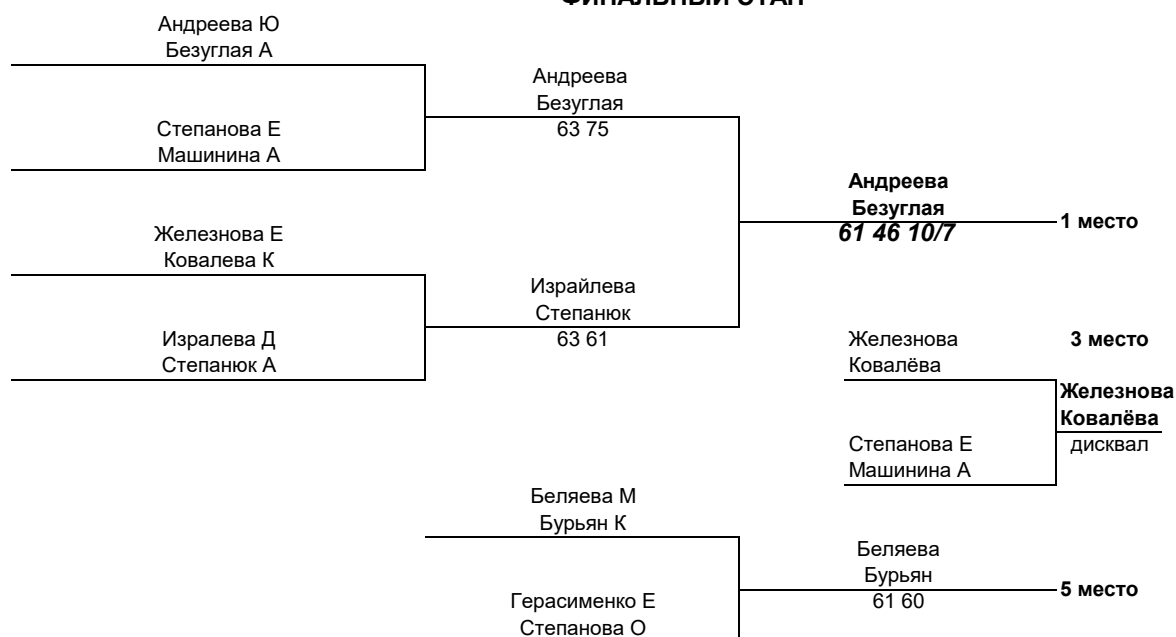 ФИНАЛЬНЫЙ ЭТАП
Андреева Ю
Безуглая А
Андреева
Безуглая
63 75
Степанова Е
Машинина А
Андреева
Безуглая
61 46 10/7
1 место
Железнова Е
Ковалева К
Израйлева
Степанюк
63 61
Изралева Д
Степанюк А
Железнова
Ковалёва
3 место
Железнова
Ковалёва
дисквал
Степанова Е
Машинина А
Беляева М
Бурьян К
Беляева
Бурьян
61 60
5 место
Герасименко Е
Степанова О